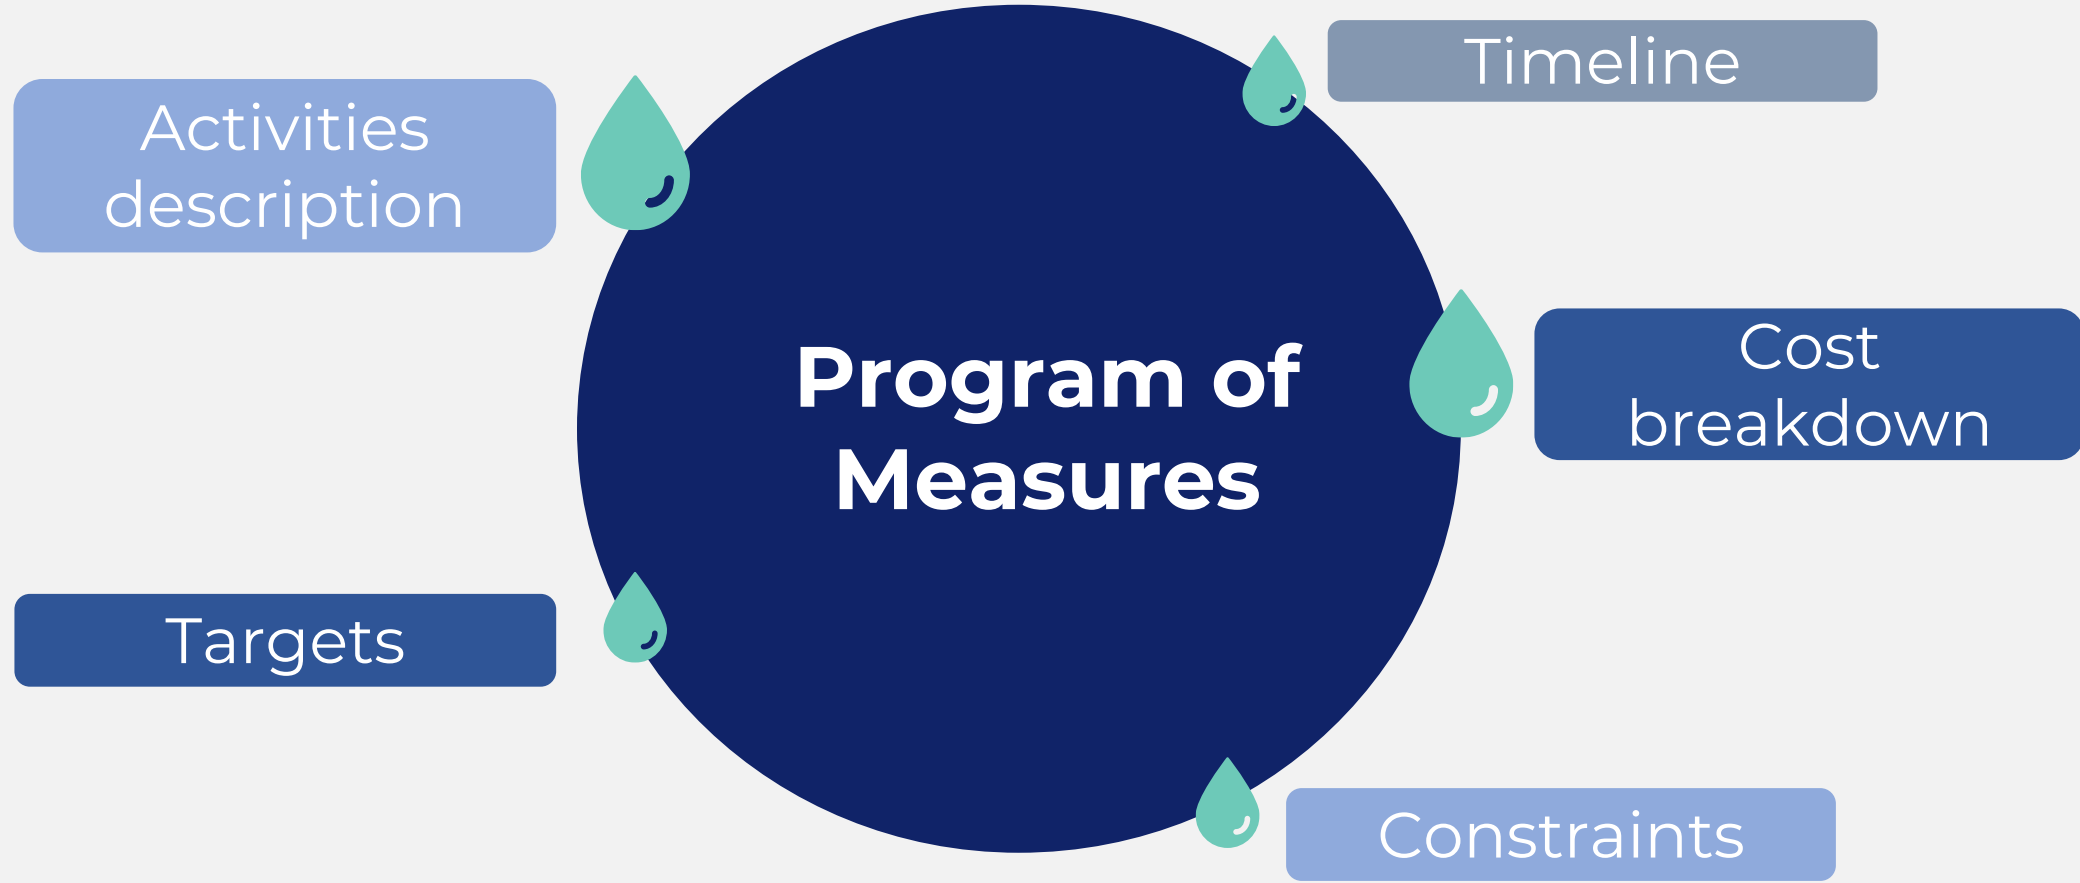 Timeline
Activities
description
Program of
Measures
Cost
breakdown
Targets
Constraints